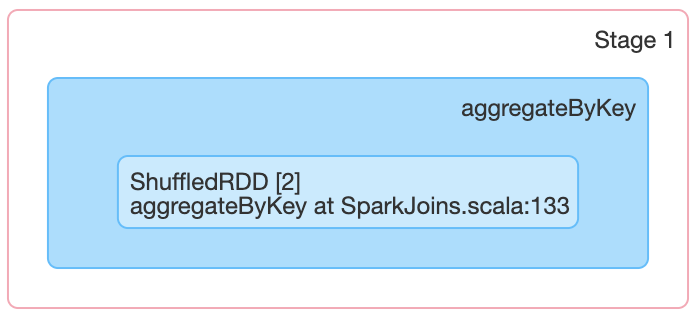 Stage 1
aggregateByKey
ShuffledRDD [2]
aggregateByKey at SparkJoins.scala:133